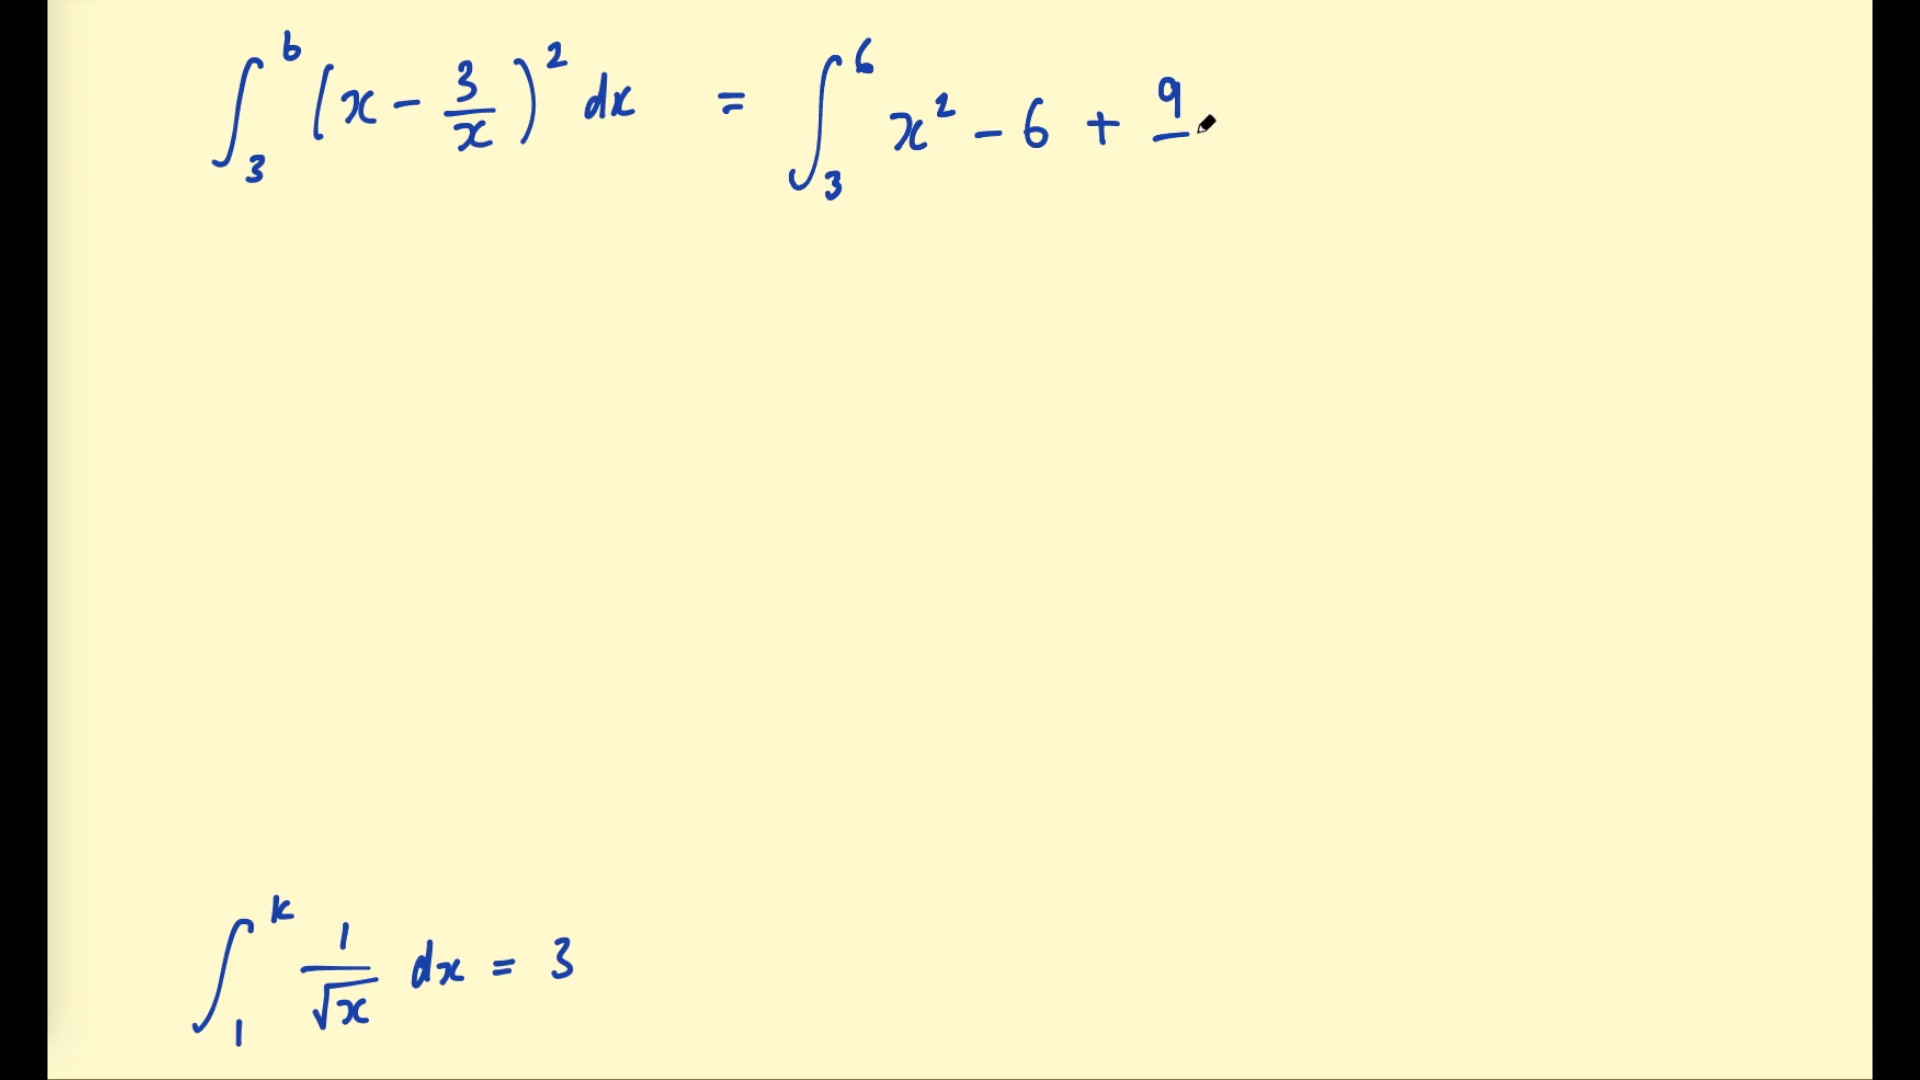 ∫₃⁶ (x - 3/x)² dx = ∫₃⁶ x² - 6 + 9/
∫₁ᵏ 1/√x dx = 3